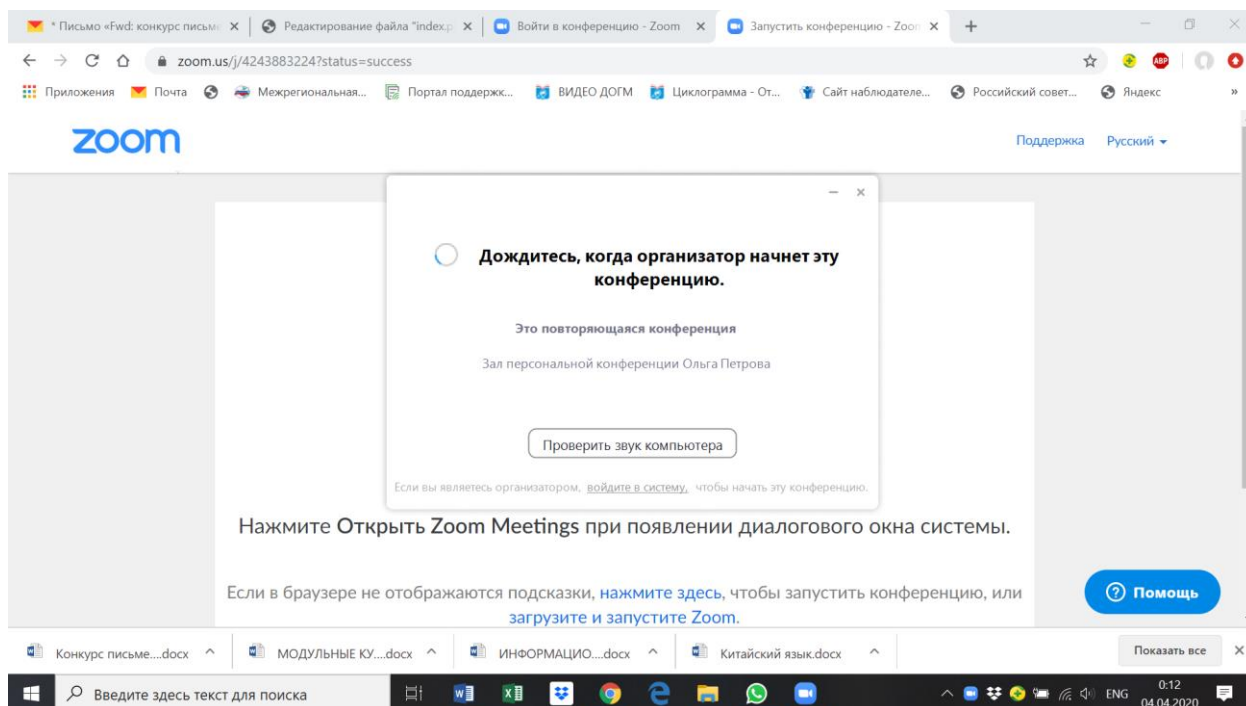 * Письмо «Fwd: конкурс письме
Редактирование файла "index.p
Войти в конференцию - Zoom
Запустить конференцию - Zoom
zoom.us/j/4243883224?status=success
ABP
Приложения
Почта
Межрегиональная...
Портал поддержк...
ВИДЕО ДОГМ
Циклограмма - От...
Сайт наблюдателе...
Российский совет...
Яндекс
»
zoom
Поддержка
Русский
Дождитесь, когда организатор начнет эту
конференцию.
Это повторяющаяся конференция
Зал персональной конференции Ольга Петрова
Проверить звук компьютера
Если вы являетесь организатором, войдите в систему, чтобы начать эту конференцию.
Нажмите Открыть Zoom Meetings при появлении диалогового окна системы.
Если в браузере не отображаются подсказки, нажмите здесь, чтобы запустить конференцию, или
загрузите и запустите Zoom.
Помощь
Конкурс письме....docx
МОДУЛЬНЫЕ КУ....docx
ИНФОРМАЦИО....docx
Китайский язык.docx
Показать все
Введите здесь текст для поиска
ENG
0:12
04.04.2020